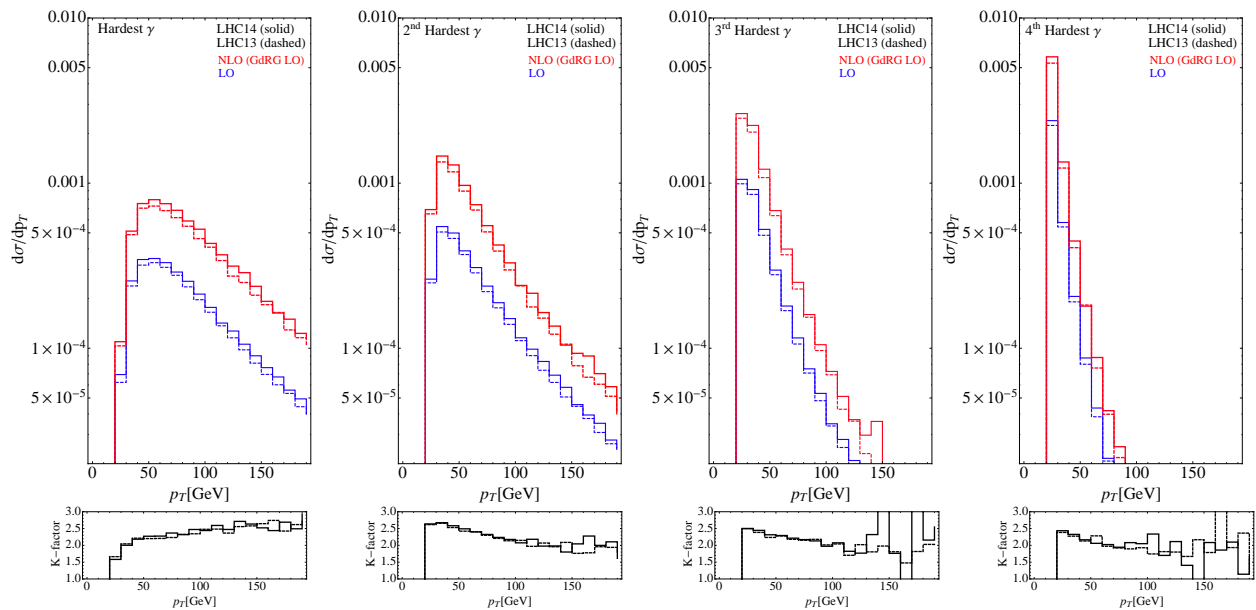 Hardest γ
LHC14 (solid)
LHC13 (dashed)
NLO (GdRG LO)
LO
0.010
0.005
0.001
5 × 10⁻⁴
1 × 10⁻⁴
5 × 10⁻⁵
dσ/dp_T
0 50 100 150
p_T[GeV]
3.0
2.5
2.0
1.5
1.0
K-factor
0 50 100 150
p_T[GeV]
2ⁿᵈ Hardest γ
LHC14 (solid)
LHC13 (dashed)
NLO (GdRG LO)
LO
0.010
0.005
0.001
5 × 10⁻⁴
1 × 10⁻⁴
5 × 10⁻⁵
dσ/dp_T
0 50 100 150
p_T[GeV]
3.0
2.5
2.0
1.5
1.0
K-factor
0 50 100 150
p_T[GeV]
3ʳᵈ Hardest γ
LHC14 (solid)
LHC13 (dashed)
NLO (GdRG LO)
LO
0.010
0.005
0.001
5 × 10⁻⁴
1 × 10⁻⁴
5 × 10⁻⁵
dσ/dp_T
0 50 100 150
p_T[GeV]
3.0
2.5
2.0
1.5
1.0
K-factor
0 50 100 150
p_T[GeV]
4ᵗʰ Hardest γ
LHC14 (solid)
LHC13 (dashed)
NLO (GdRG LO)
LO
0.010
0.005
0.001
5 × 10⁻⁴
1 × 10⁻⁴
5 × 10⁻⁵
dσ/dp_T
0 50 100 150
p_T[GeV]
3.0
2.5
2.0
1.5
1.0
K-factor
0 50 100 150
p_T[GeV]